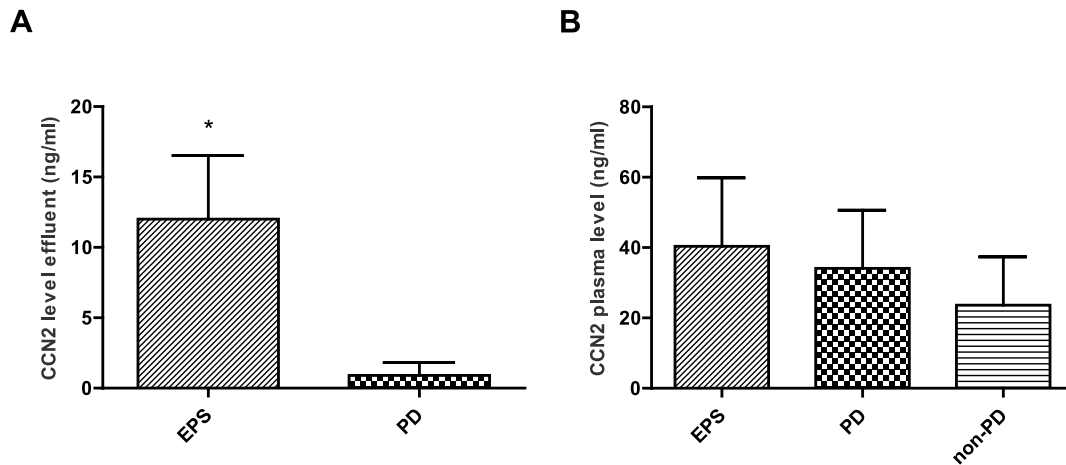 A
CCN2 level effluent (ng/ml)
20
15
10
5
0
*
EPS
PD
B
CCN2 plasma level (ng/ml)
80
60
40
20
0
EPS
PD
non-PD